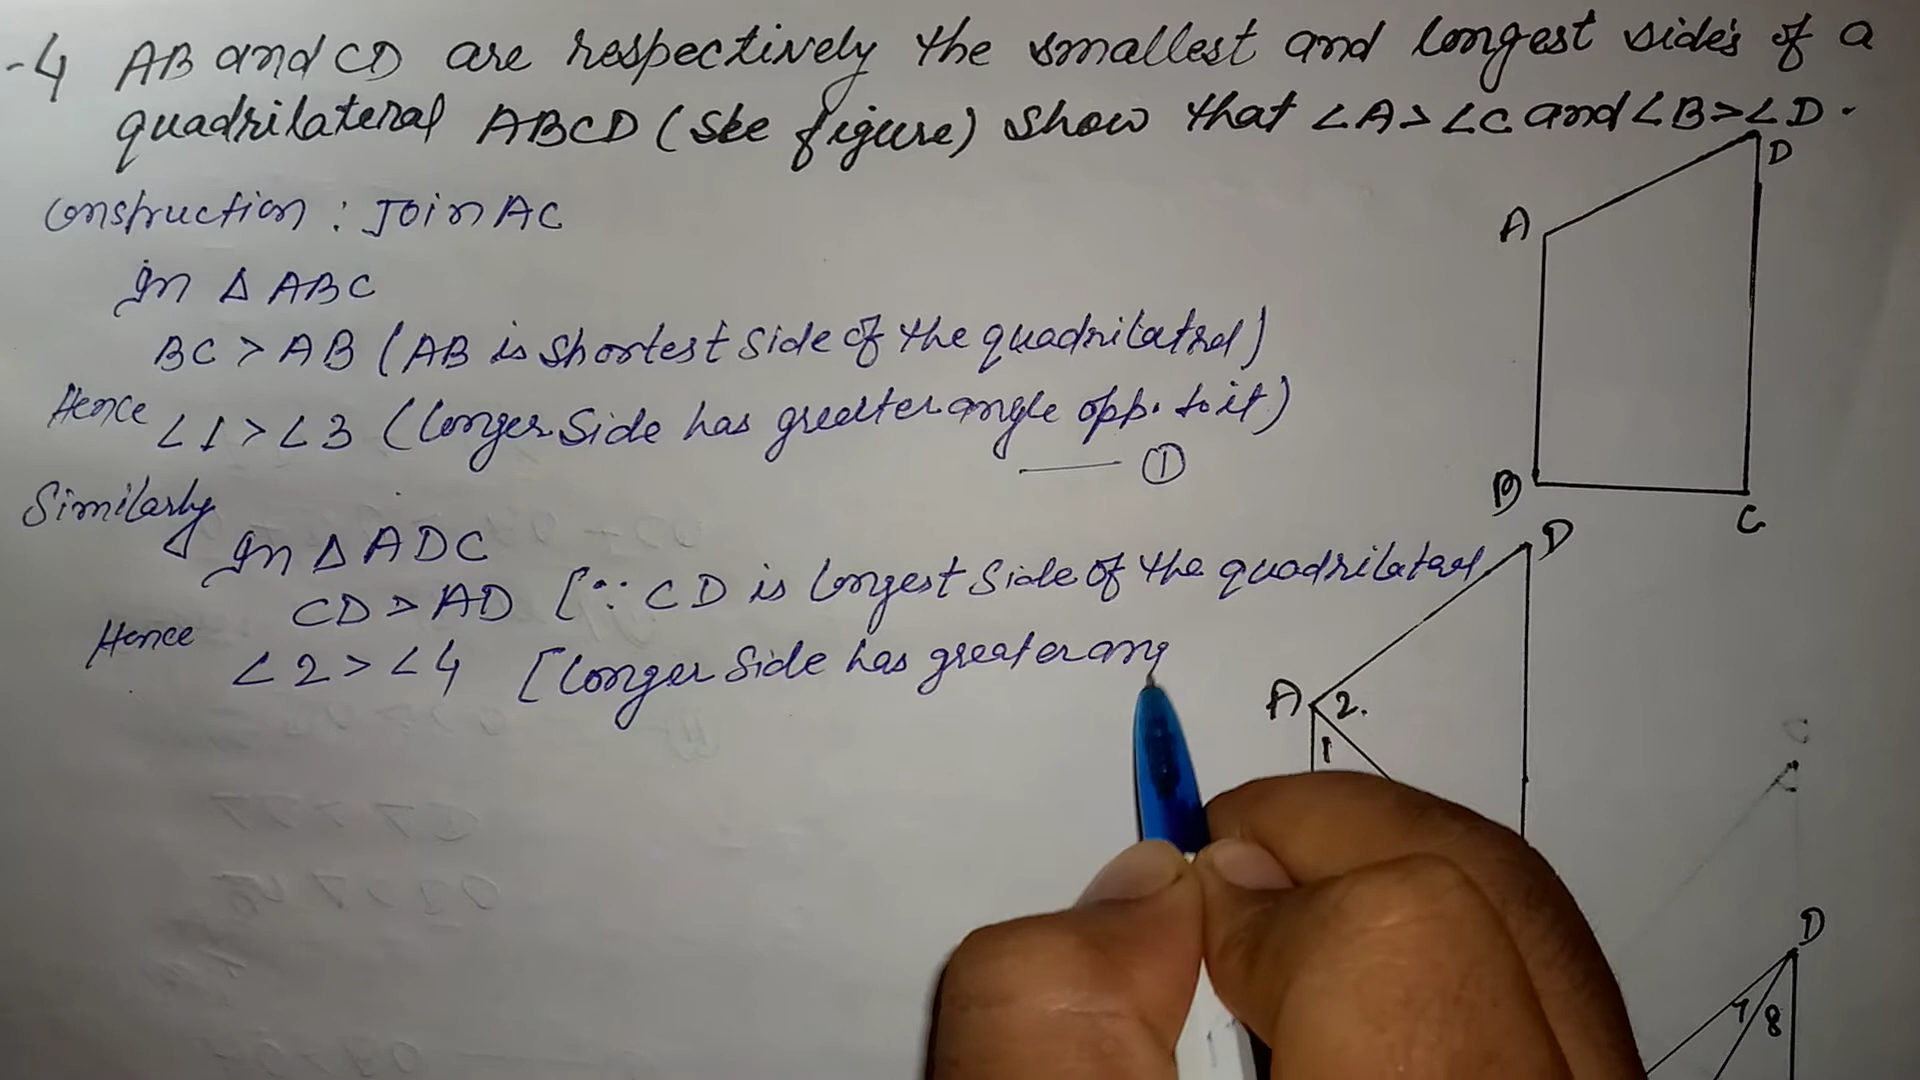 -4 AB and CD are respectively the smallest and longest sides of a
quadrilateral ABCD (See figure) show that ∠A > ∠C and ∠B > ∠D.
Construction : Join AC
In △ ABC
BC > AB (AB is shortest side of the quadrilatral)
Hence ∠1 > ∠3 (longer side has greater angle opp. to it)
—— ①
Similarly
In △ ADC
CD > AD [∵ CD is longest side of the quadrilateral
Hence ∠2 > ∠4 [longer side has greater ang
D
A
B
C
D
A 2.
1
D
7 8